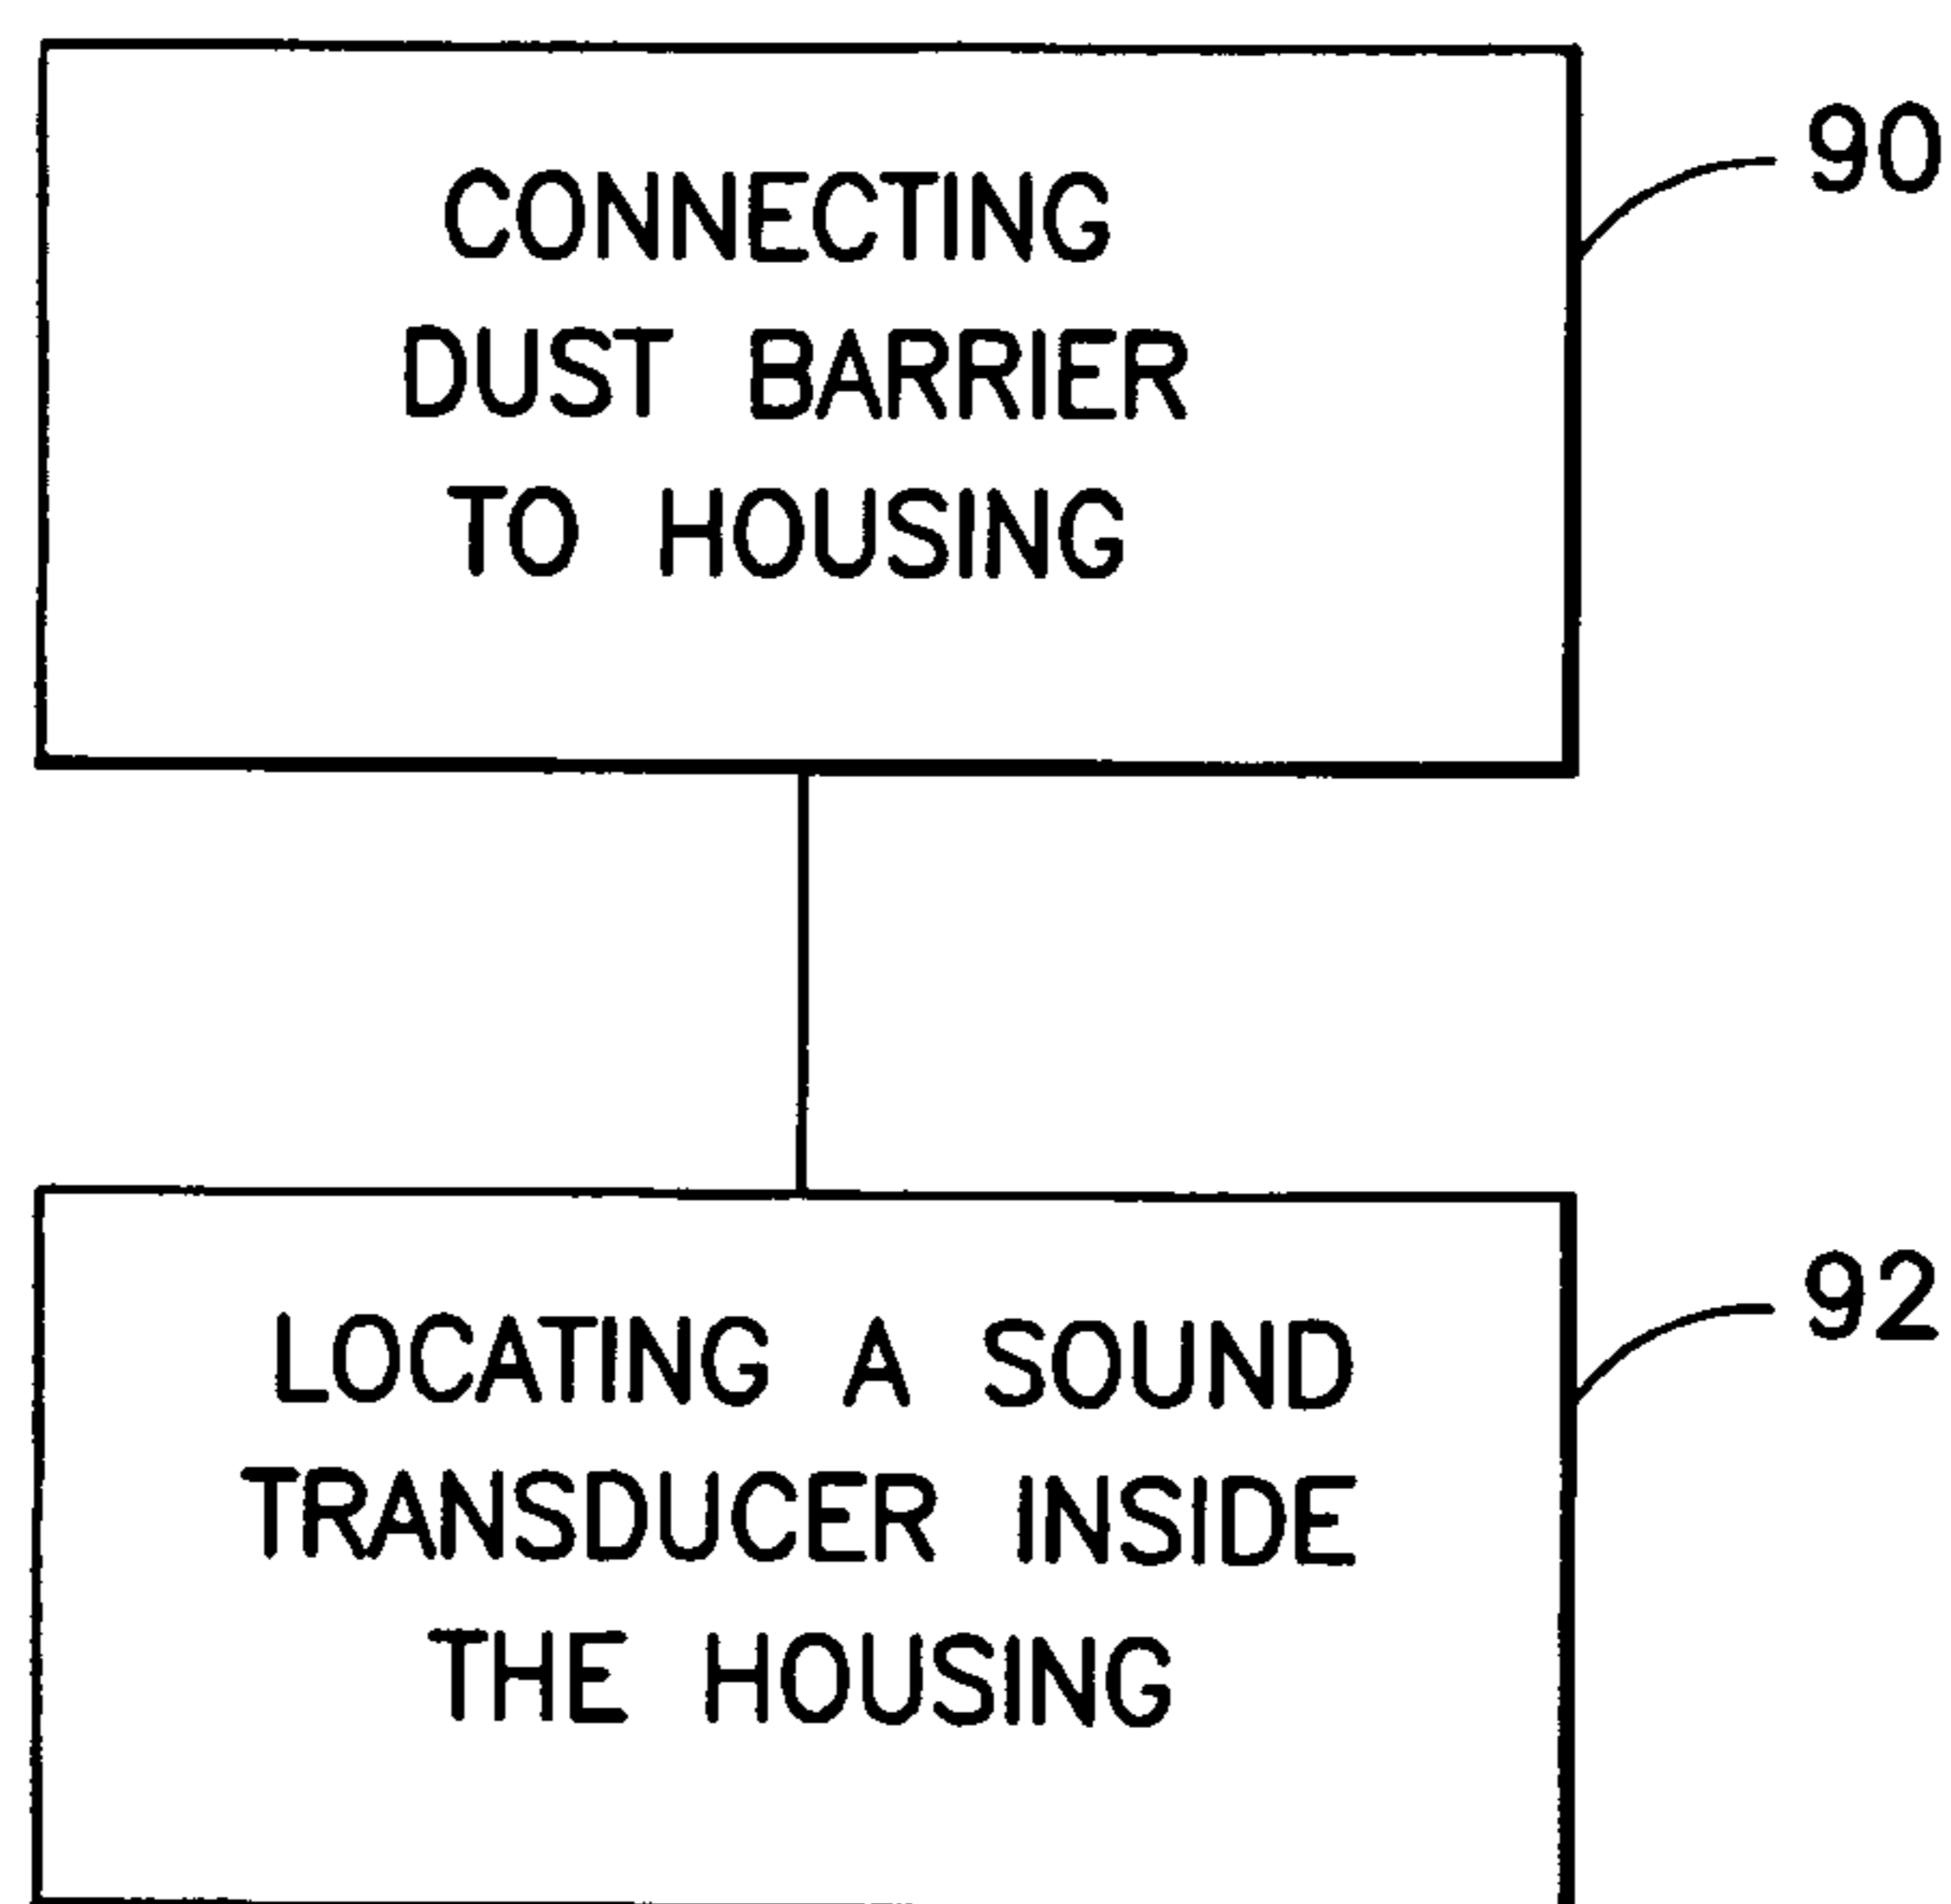 CONNECTING
DUST BARRIER
TO HOUSING
90
LOCATING A SOUND
TRANSDUCER INSIDE
THE HOUSING
92